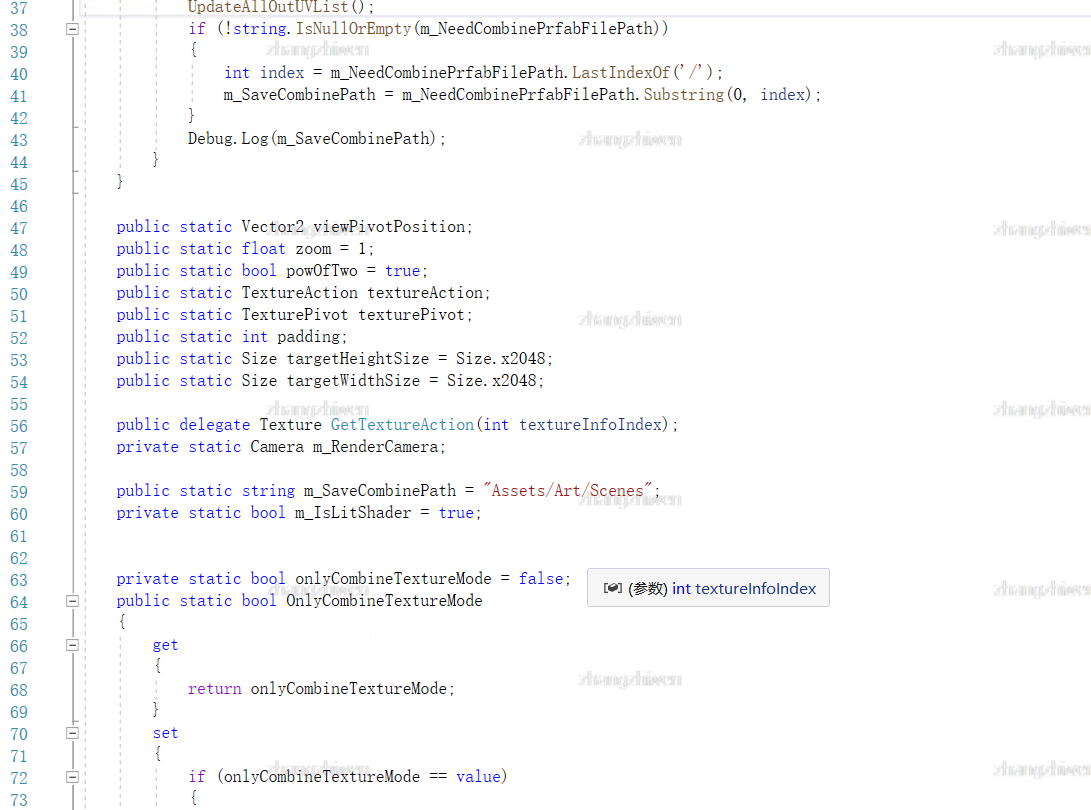 37 UpdateAllOutUVList();
38 if (!string.IsNullOrEmpty(m_NeedCombinePrfabFilePath))
39 {
40 int index = m_NeedCombinePrfabFilePath.LastIndexOf('/');
41 m_SaveCombinePath = m_NeedCombinePrfabFilePath.Substring(0, index);
42 }
43 Debug.Log(m_SaveCombinePath);
44 }
45 }
46
47 public static Vector2 viewPivotPosition;
48 public static float zoom = 1;
49 public static bool powOfTwo = true;
50 public static TextureAction textureAction;
51 public static TexturePivot texturePivot;
52 public static int padding;
53 public static Size targetHeightSize = Size.x2048;
54 public static Size targetWidthSize = Size.x2048;
55
56 public delegate Texture GetTextureAction(int textureInfoIndex);
57 private static Camera m_RenderCamera;
58
59 public static string m_SaveCombinePath = "Assets/Art/Scenes";
60 private static bool m_IsLitShader = true;
61
62
63 private static bool onlyCombineTextureMode = false;
(参数) int textureInfoIndex
64 public static bool OnlyCombineTextureMode
65 {
66 get
67 {
68 return onlyCombineTextureMode;
69 }
70 set
71 {
72 if (onlyCombineTextureMode == value)
73 {